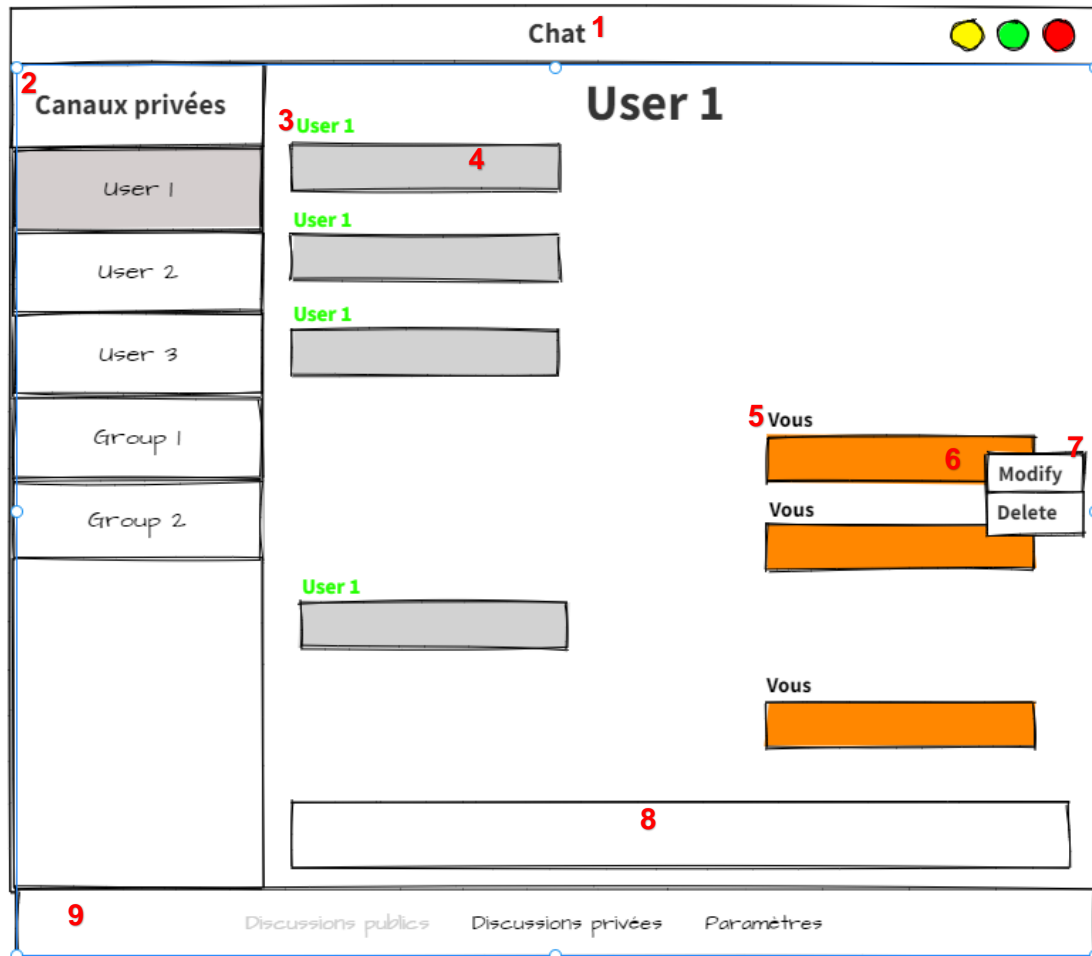 Chat 1
2
Canaux privées
User 1
User 2
User 3
Group 1
Group 2
User 1
3 User 1
4
User 1
User 1
5 Vous
6
7
Modify
Delete
Vous
User 1
Vous
8
9
Discussions publics Discussions privées Paramètres